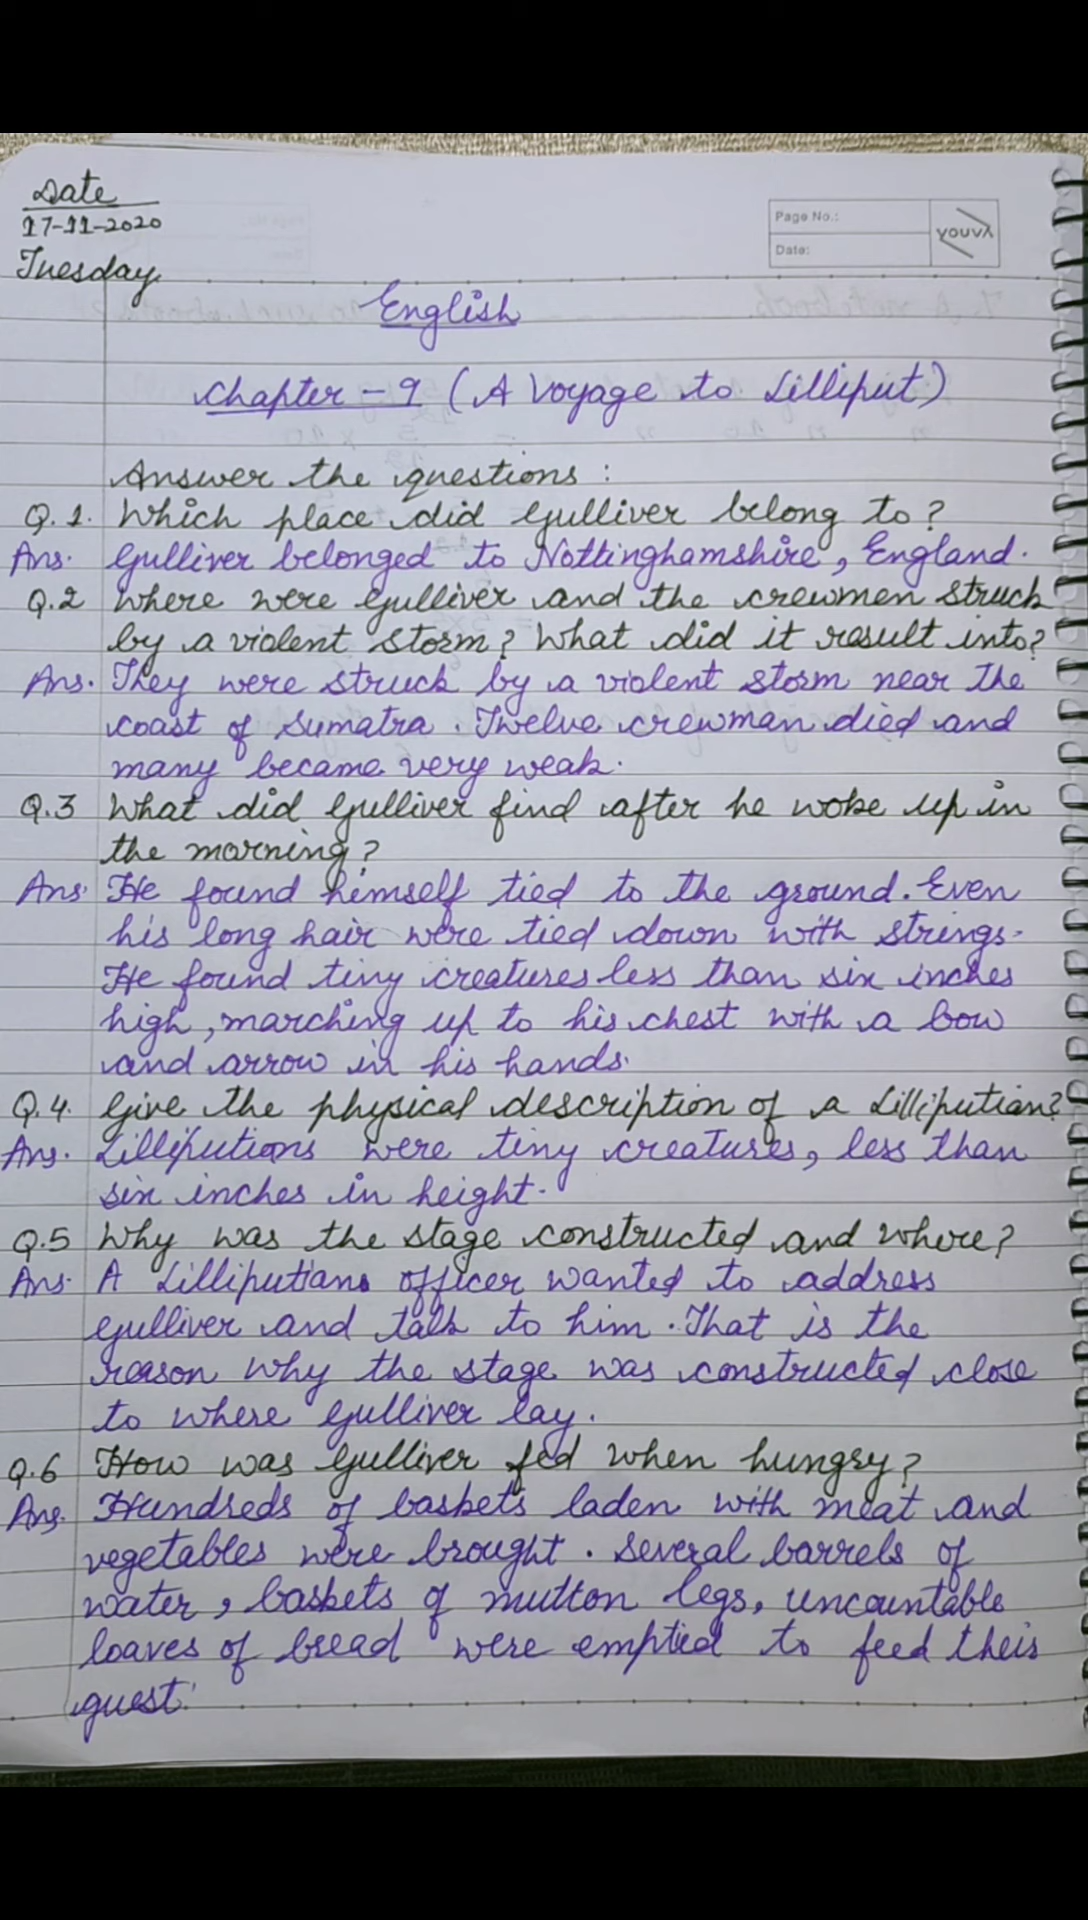 Date
17-11-2020
Tuesday
Page No.:
Date:
youva
English
Chapter - 9 (A Voyage to Lilliput)
Answer the questions :
Q.1. Which place did Gulliver belong to?
Ans. Gulliver belonged to Nottinghamshire, England.
Q.2 Where were Gulliver and the crewmen struck
by a violent storm? What did it result into?
Ans. They were struck by a violent storm near the
coast of Sumatra. Twelve crewman died and
many became very weak.
Q.3 What did Gulliver find after he woke up in
the morning?
Ans. He found himself tied to the ground. Even
his long hair were tied down with strings.
He found tiny creatures less than six inches
high, marching up to his chest with a bow
and arrow in his hands.
Q.4. Give the physical description of a Lilliputian?
Ans. Lilliputians were tiny creatures, less than
six inches in height.
Q.5 Why was the stage constructed and where?
Ans. A Lilliputians officer wanted to address
Gulliver and talk to him. That is the
reason why the stage was constructed close
to where Gulliver lay.
Q.6 How was Gulliver fed when hungry?
Ans. Hundreds of baskets laden with meat and
vegetables were brought. Several barrels of
water, baskets of mutton legs, uncountable
loaves of bread were emptied to feed their
guest.